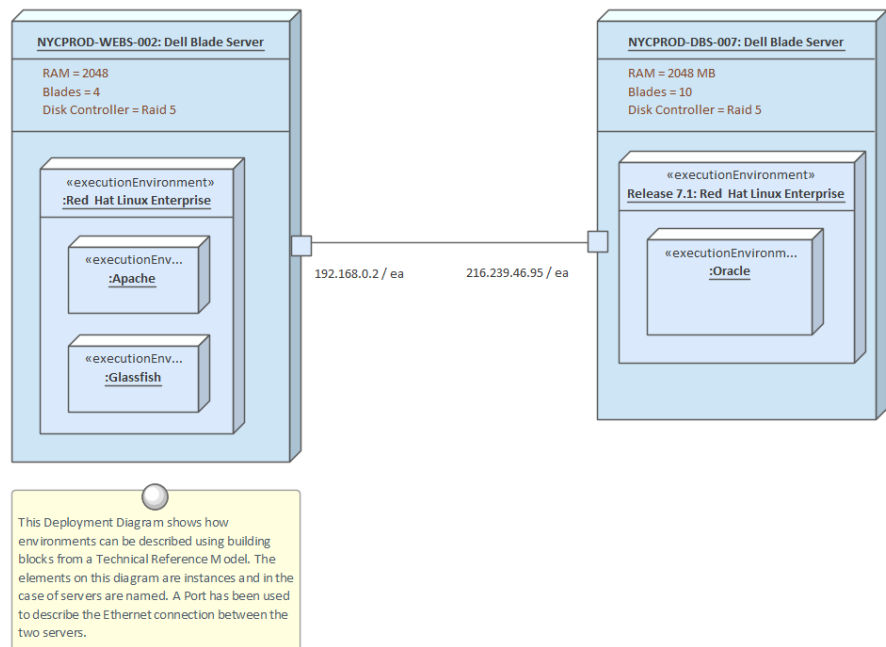 NYCPROD-WEBS-002: Dell Blade Server
RAM = 2048
Blades = 4
Disk Controller = Raid 5
«executionEnvironment»
:Red Hat Linux Enterprise
«executionEnv...
:Apache
«executionEnv...
:Glassfish
192.168.0.2 / ea
216.239.46.95 / ea
NYCPROD-DBS-007: Dell Blade Server
RAM = 2048 MB
Blades = 10
Disk Controller = Raid 5
«executionEnvironment»
Release 7.1: Red Hat Linux Enterprise
«executionEnvironm...
:Oracle
This Deployment Diagram shows how
environments can be described using building
blocks from a Technical Reference Model. The
elements on this diagram are instances and in the
case of servers are named. A Port has been used
to describe the Ethernet connection between the
two servers.